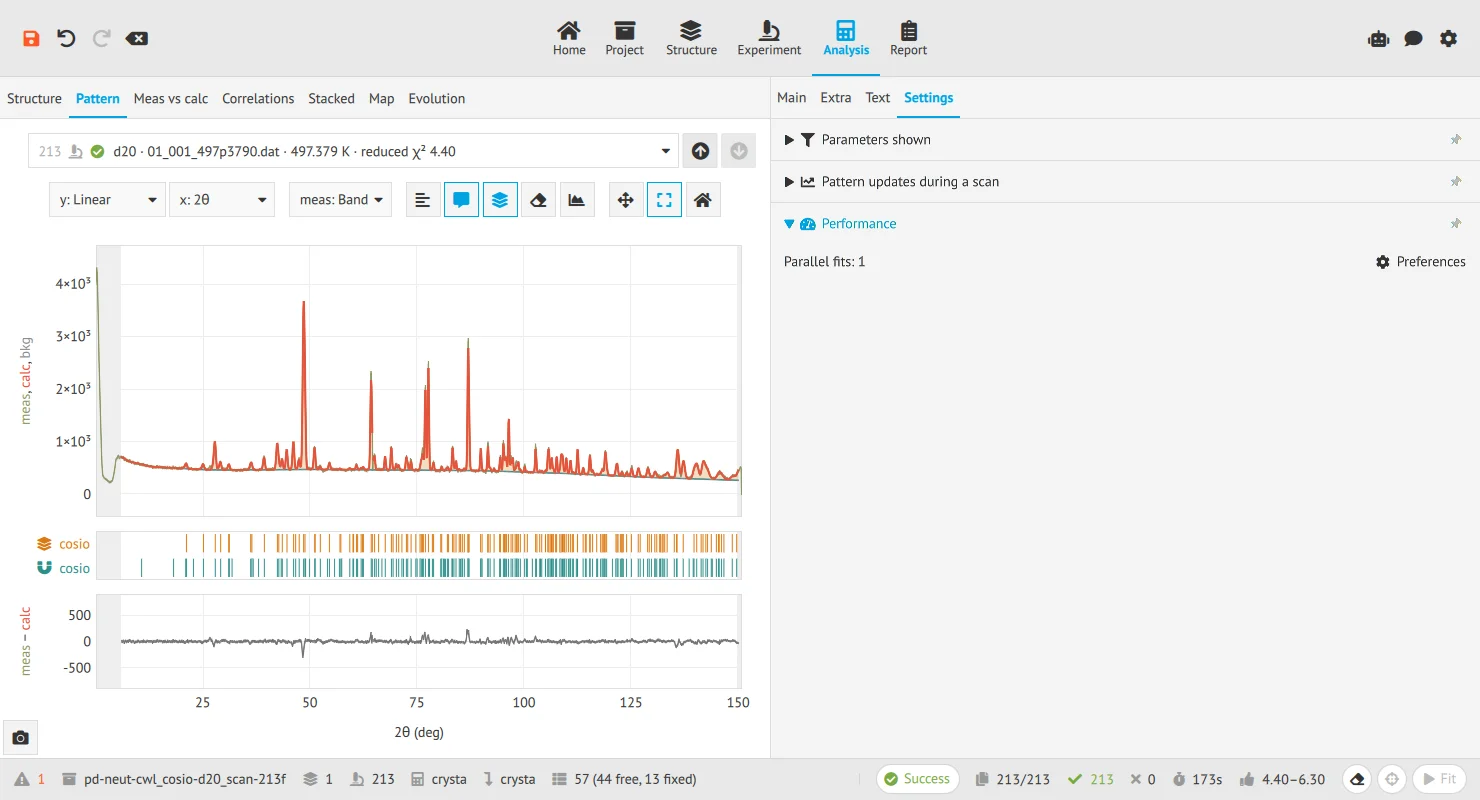 Home Project Structure Experiment Analysis Report
Structure Pattern Meas vs calc Correlations Stacked Map Evolution
Main Extra Text Settings
213 d20 · 01_001_497p3790.dat · 497.379 K · reduced χ² 4.40
Parameters shown
Pattern updates during a scan
y: Linear x: 2θ meas: Band
Performance
Parallel fits: 1 Preferences
meas, calc, bkg
4×10³
3×10³
2×10³
1×10³
0
cosio
cosio
meas − calc
500
0
-500
25 50 75 100 125 150
2θ (deg)
1 pd-neut-cwl_cosio-d20_scan-213f 1 213 crysta crysta 57 (44 free, 13 fixed) Success 213/213 213 0 173s 4.40–6.30 Fit